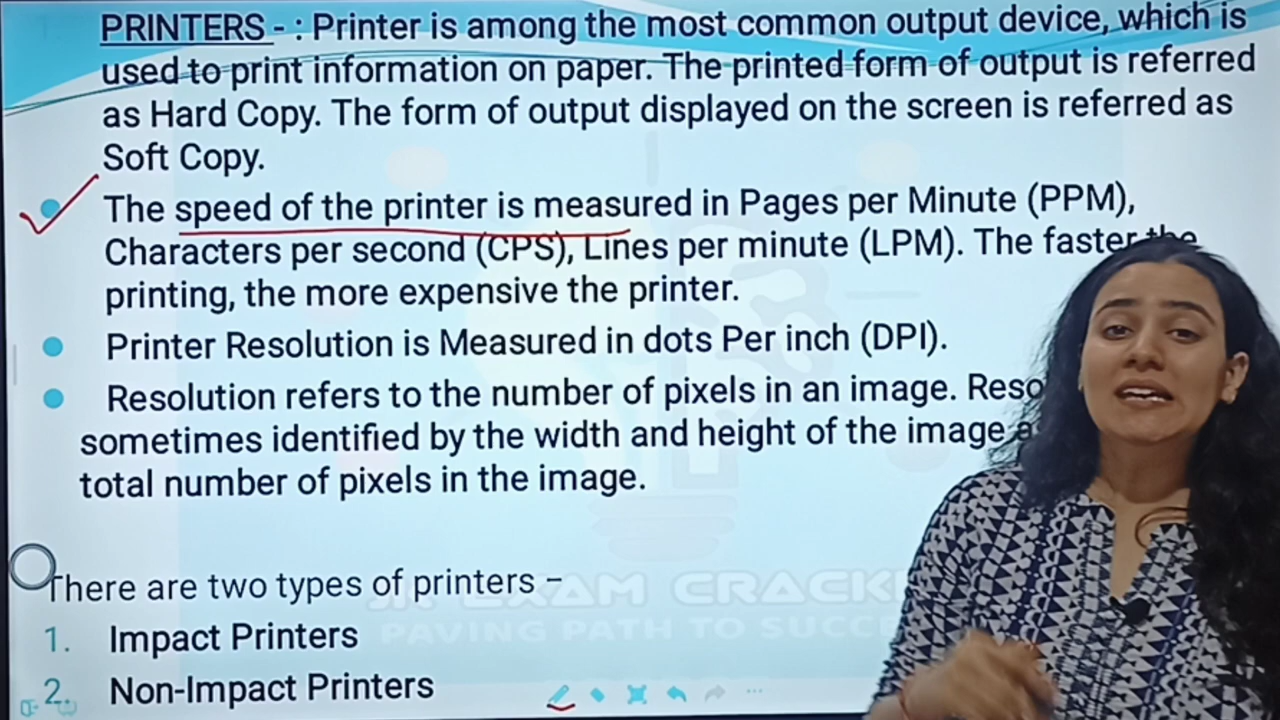 PRINTERS - : Printer is among the most common output device, which is
used to print information on paper. The printed form of output is referred
as Hard Copy. The form of output displayed on the screen is referred as
Soft Copy.
The speed of the printer is measured in Pages per Minute (PPM),
Characters per second (CPS), Lines per minute (LPM). The faster the
printing, the more expensive the printer.
Printer Resolution is Measured in dots Per inch (DPI).
Resolution refers to the number of pixels in an image.
sometimes identified by the width and height of the image
total number of pixels in the image.
There are two types of printers –
EXAM
PAVING PATH TO
1. Impact Printers
2. Non-Impact Printers